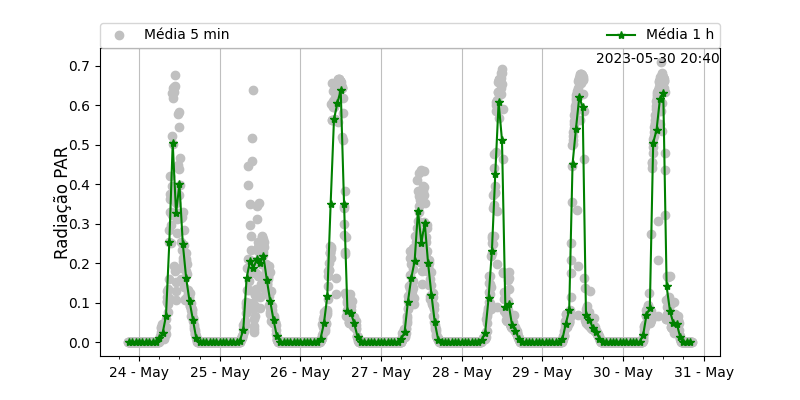 Média 5 min
Média 1 h
2023-05-30 20:40
Radiação PAR
0.7
0.6
0.5
0.4
0.3
0.2
0.1
0.0
24 - May
25 - May
26 - May
27 - May
28 - May
29 - May
30 - May
31 - May